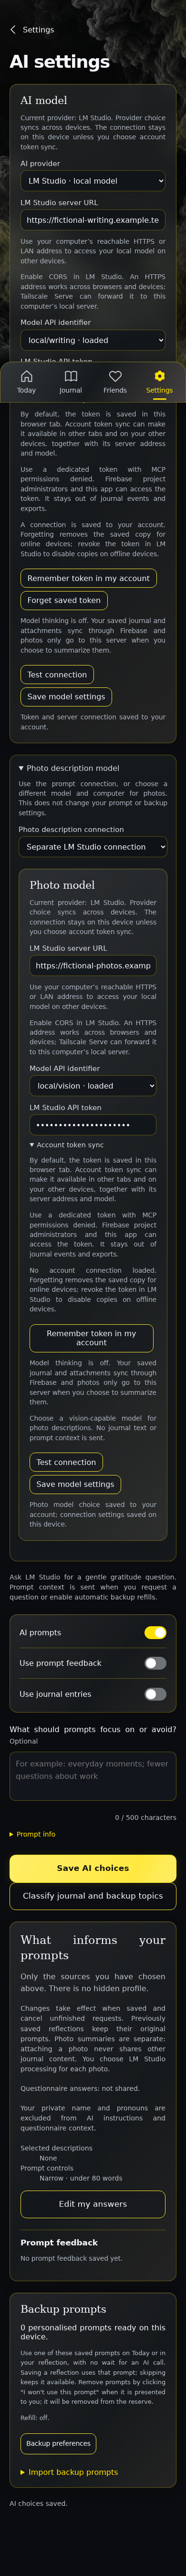 Settings
AI settings
AI model
Current provider: LM Studio. Provider choice
syncs across devices. The connection stays
on this device unless you choose account
token sync.
AI provider
LM Studio · local model
LM Studio server URL
https://fictional-writing.example.te
Use your computer's reachable HTTPS or
LAN address to access your local model on
other devices.
Enable CORS in LM Studio. An HTTPS
address works across browsers and devices;
Tailscale Serve can forward it to this
computer's local server.
Model API identifier
local/writing · loaded
Today
Journal
Friends
Settings
By default, the token is saved in this
browser tab. Account token sync can make
it available in other tabs and on your other
devices, together with its server address
and model.
Use a dedicated token with MCP
permissions denied. Firebase project
administrators and this app can access the
token. It stays out of journal events and
exports.
A connection is saved to your account.
Forgetting removes the saved copy for
online devices; revoke the token in LM
Studio to disable copies on offline devices.
Remember token in my account
Forget saved token
Model thinking is off. Your saved journal and
attachments sync through Firebase and
photos only go to this server when you
choose to summarize them.
Test connection
Save model settings
Token and server connection saved to your
account.
▼ Photo description model
Use the prompt connection, or choose a
different model and computer for photos.
This does not change your prompt or backup
settings.
Photo description connection
Separate LM Studio connection
Photo model
Current provider: LM Studio. Provider
choice syncs across devices. The
connection stays on this device unless
you choose account token sync.
LM Studio server URL
https://fictional-photos.examp
Use your computer's reachable HTTPS
or LAN address to access your local
model on other devices.
Enable CORS in LM Studio. An HTTPS
address works across browsers and
devices; Tailscale Serve can forward it
to this computer's local server.
Model API identifier
local/vision · loaded
LM Studio API token
▼ Account token sync
By default, the token is saved in this
browser tab. Account token sync can
make it available in other tabs and on
your other devices, together with its
server address and model.
Use a dedicated token with MCP
permissions denied. Firebase project
administrators and this app can
access the token. It stays out of
journal events and exports.
No account connection loaded.
Forgetting removes the saved copy for
online devices; revoke the token in LM
Studio to disable copies on offline
devices.
Remember token in my
account
Model thinking is off. Your saved
journal and attachments sync through
Firebase and photos only go to this
server when you choose to summarize
them.
Choose a vision-capable model for
photo descriptions. No journal text or
prompt context is sent.
Test connection
Save model settings
Photo model choice saved to your
account; connection settings saved on
this device.
Ask LM Studio for a gentle gratitude question.
Prompt context is sent when you request a
question or enable automatic backup refills.
AI prompts
Use prompt feedback
Use journal entries
What should prompts focus on or avoid?
Optional
For example: everyday moments; fewer
questions about work
0 / 500 characters
▶ Prompt info
Save AI choices
Classify journal and backup topics
What informs your
prompts
Only the sources you have chosen
above. There is no hidden profile.
Changes take effect when saved and
cancel unfinished requests. Previously
saved reflections keep their original
prompts. Photo summaries are separate:
attaching a photo never shares other
journal content. You choose LM Studio
processing for each photo.
Questionnaire answers: not shared.
Your private name and pronouns are
excluded from AI instructions and
questionnaire context.
Selected descriptions
None
Prompt controls
Narrow · under 80 words
Edit my answers
Prompt feedback
No prompt feedback saved yet.
Backup prompts
0 personalised prompts ready on this
device.
Use one of these saved prompts on Today or in
your reflection, with no wait for an AI call.
Saving a reflection uses that prompt; skipping
keeps it available. Remove prompts by clicking
"I won't use this prompt" when it is presented
to you; it will be removed from the reserve.
Refill: off.
Backup preferences
▶ Import backup prompts
AI choices saved.